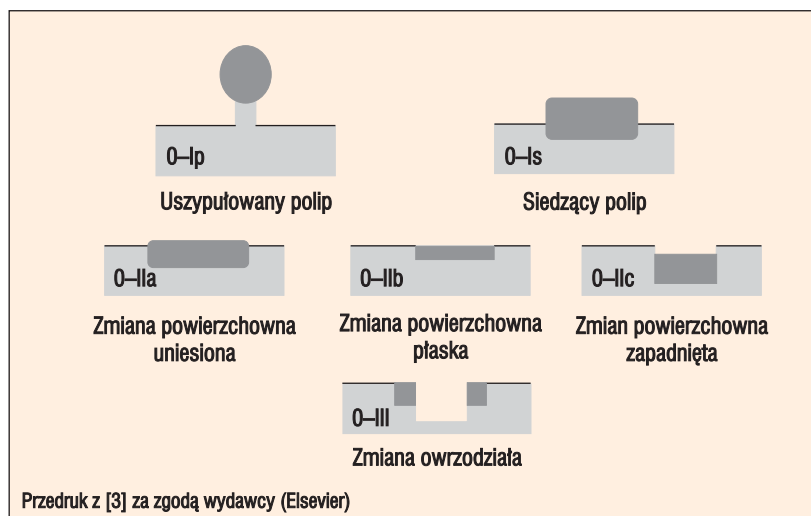 0–Ip
Uszypułowany polip
0–Is
Siedzący polip
0–IIa
Zmiana powierzchowna
uniesiona
0–IIb
Zmiana powierzchowna
płaska
0–IIc
Zmian powierzchowna
zapadnięta
0–III
Zmiana owrzodziała
Przedruk z [3] za zgodą wydawcy (Elsevier)